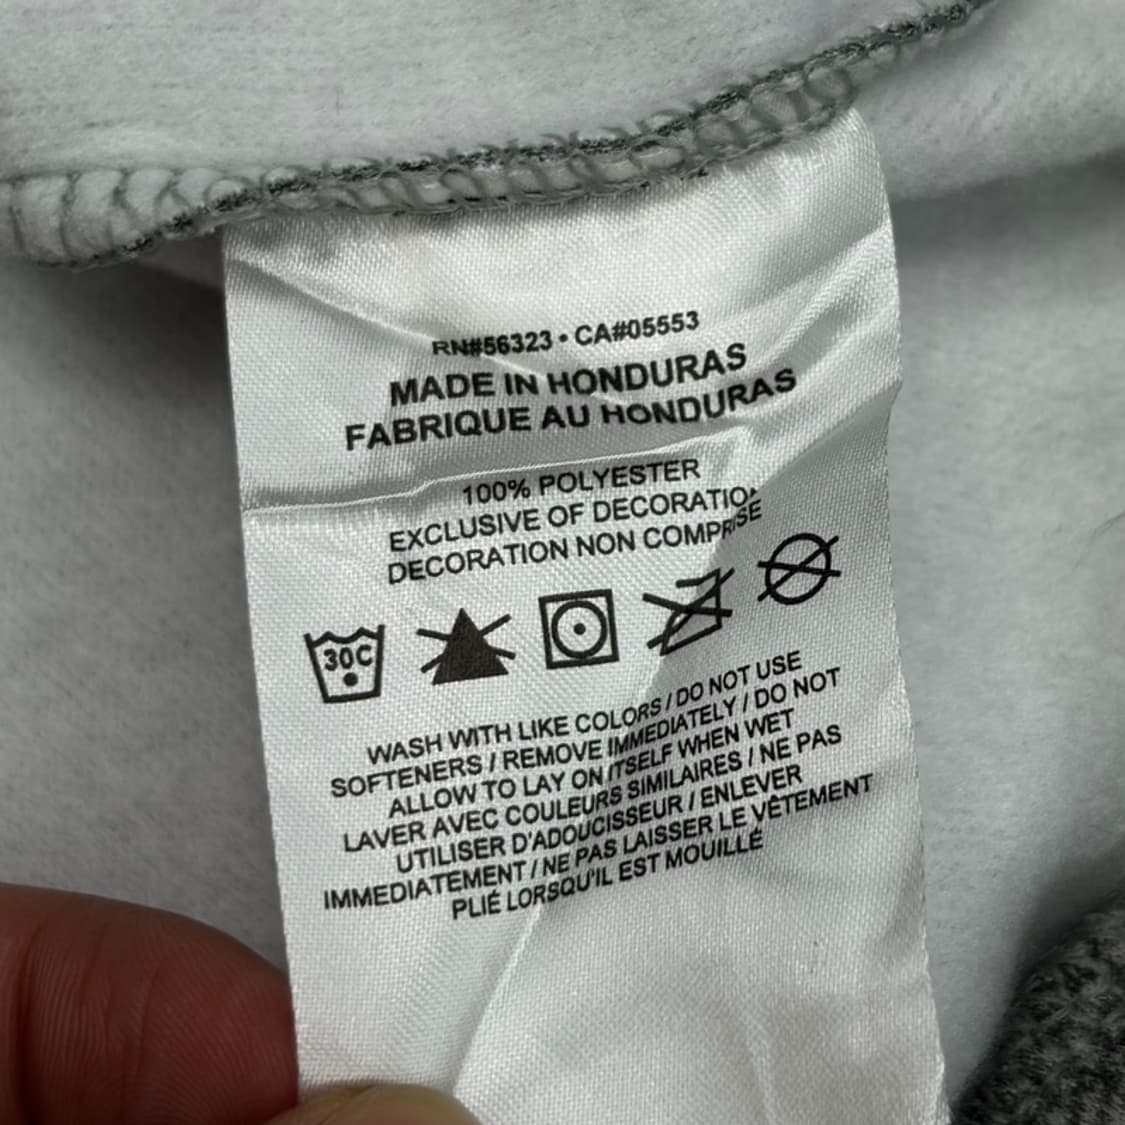 RN#56323 • CA#05553
MADE IN HONDURAS
FABRIQUE AU HONDURAS
100% POLYESTER
EXCLUSIVE OF DECORATION
DECORATION NON COMPRISE
30C
WASH WITH LIKE COLORS / DO NOT USE
SOFTENERS / REMOVE IMMEDIATELY / DO NOT
ALLOW TO LAY ON ITSELF WHEN WET
LAVER AVEC COULEURS SIMILAIRES / NE PAS
UTILISER D'ADOUCISSEUR / ENLEVER
IMMEDIATEMENT / NE PAS LAISSER LE VÊTEMENT
PLIÉ LORSQU'IL EST MOUILLÉ